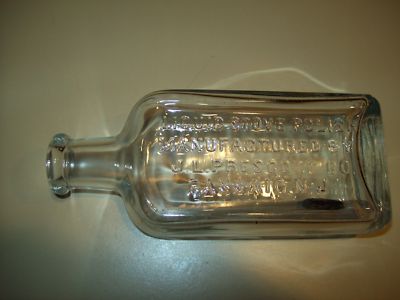 LIQUID STOVE POLISH
MANUFACTURED BY
J.L. PRESCOTT CO
PASSAIC N.J.